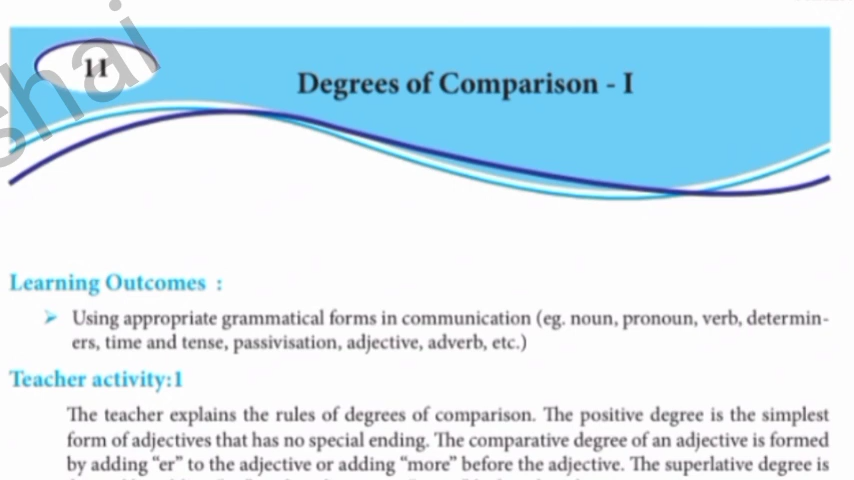 11
Degrees of Comparison - I
Learning Outcomes :
➤ Using appropriate grammatical forms in communication (eg. noun, pronoun, verb, determin-
ers, time and tense, passivisation, adjective, adverb, etc.)
Teacher activity:1
The teacher explains the rules of degrees of comparison. The positive degree is the simplest
form of adjectives that has no special ending. The comparative degree of an adjective is formed
by adding “er” to the adjective or adding “more” before the adjective. The superlative degree is